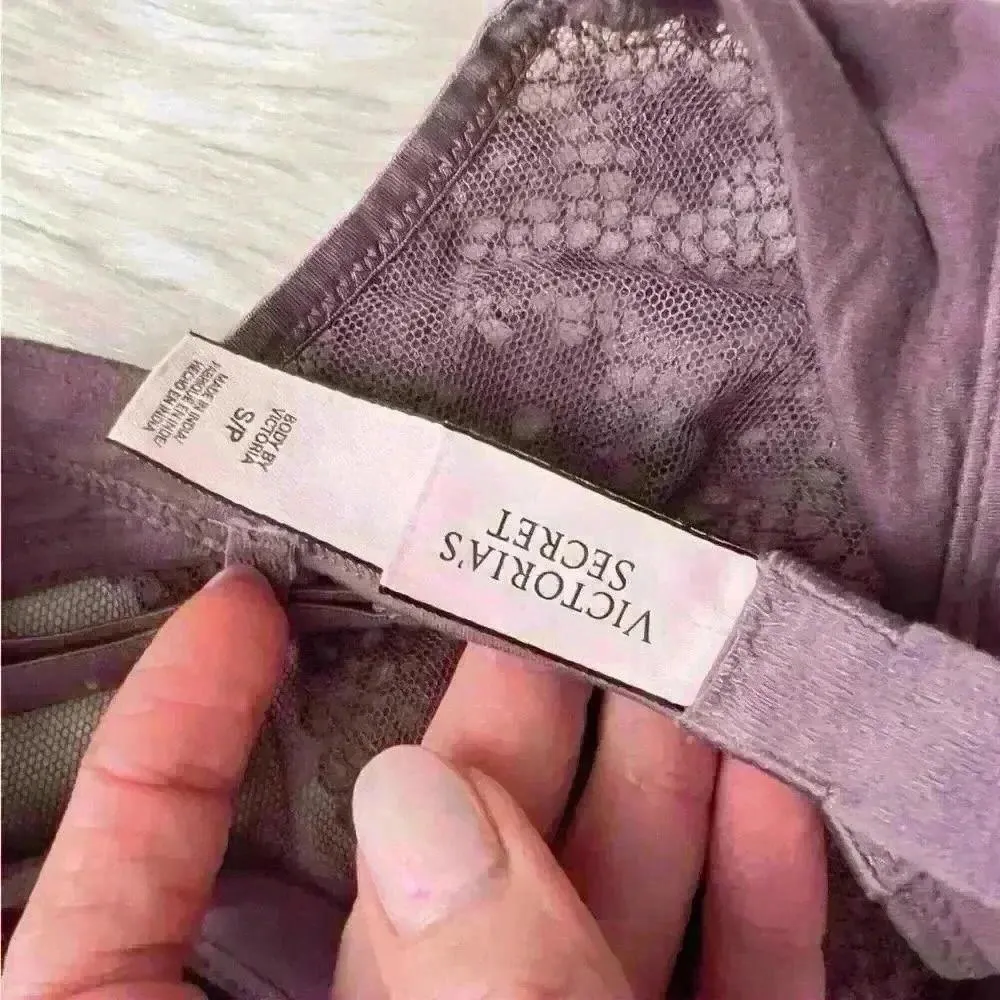 VICTORIA'S
SECRET
BODY BY
VICTORIA
S/P
MADE IN INDIA/
FABRIQUÉ EN INDE/
HECHO EN INDIA